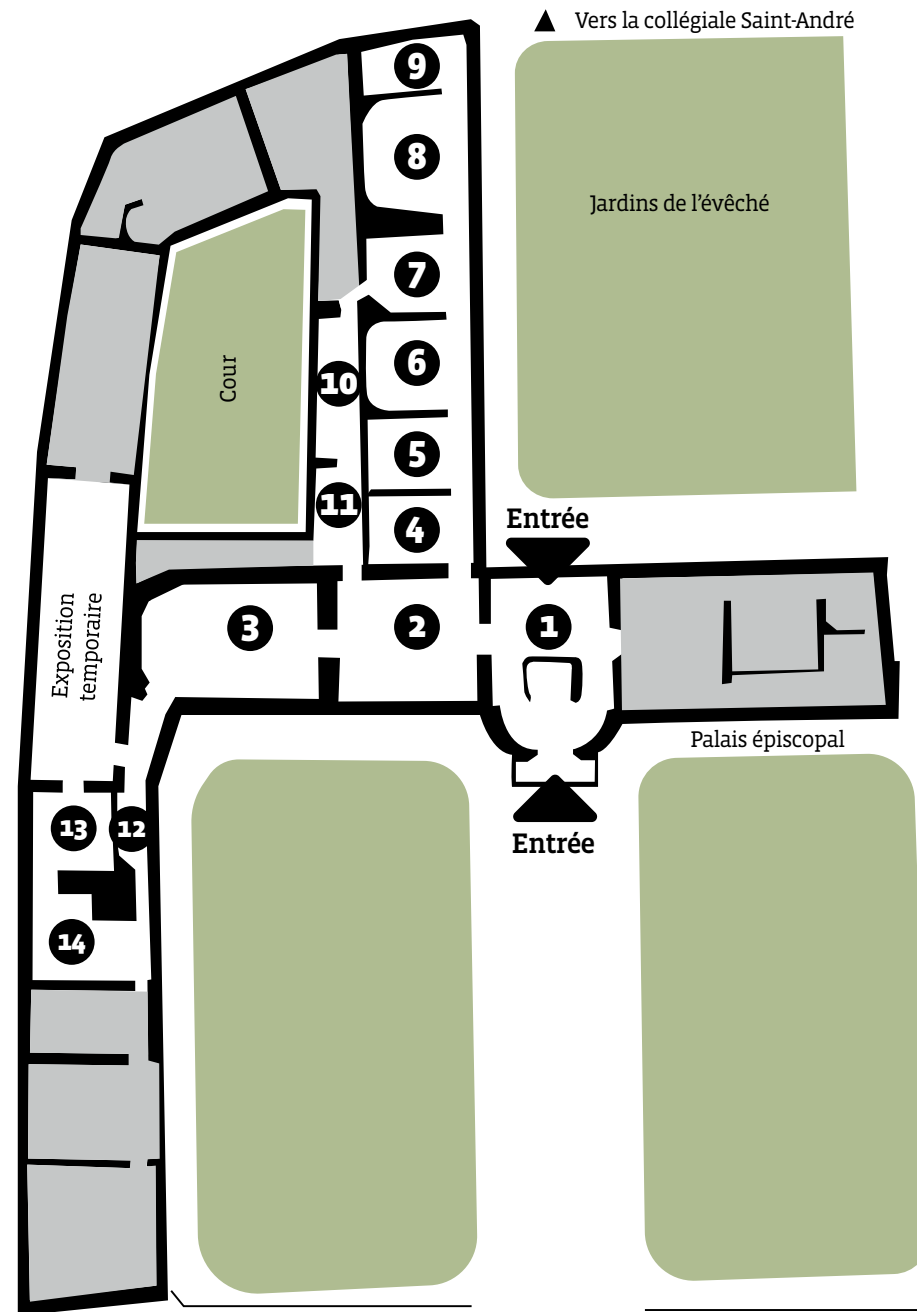 ▲ Vers la collégiale Saint-André
9
8
Jardins de l'évêché
7
6
Cour
10
5
11
4
Entrée
Exposition
temporaire
3
2
1
Palais épiscopal
13
12
Entrée
14